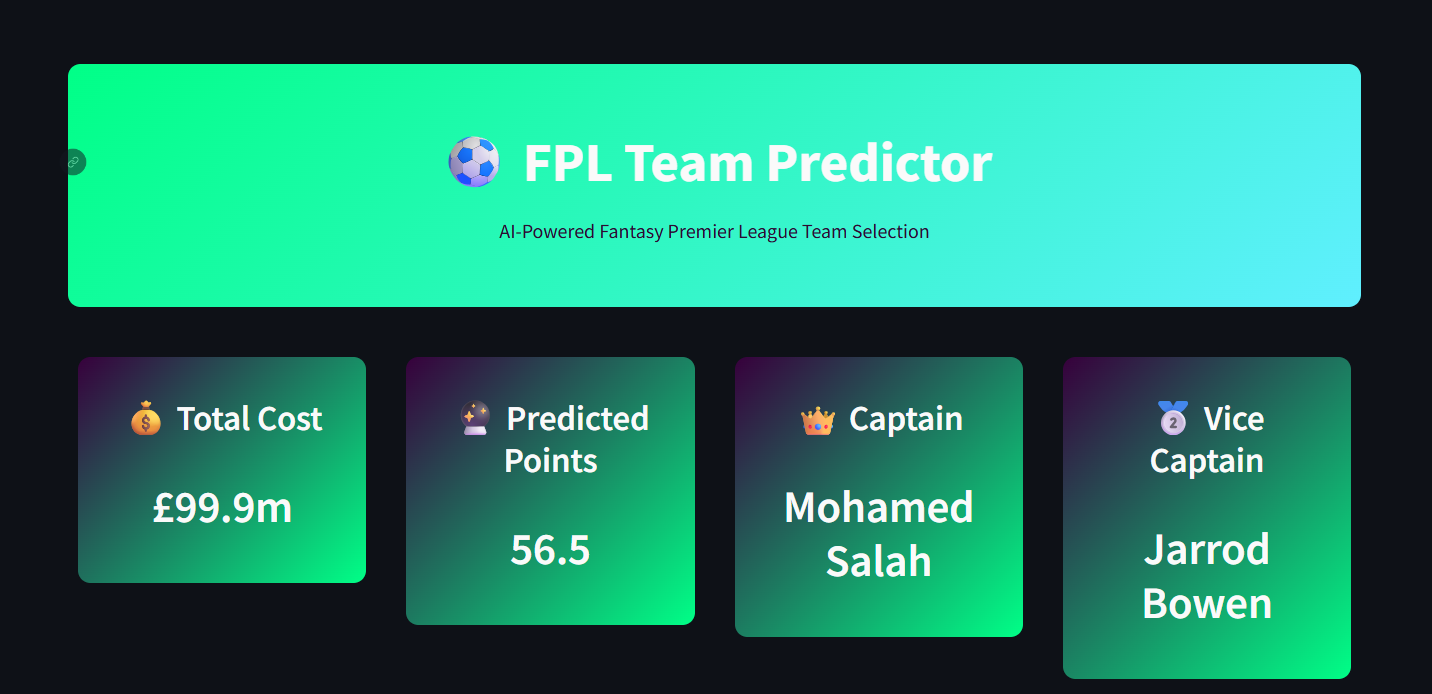 FPL Team Predictor
AI-Powered Fantasy Premier League Team Selection
Total Cost
£99.9m
Predicted
Points
56.5
Captain
Mohamed
Salah
2 Vice
Captain
Jarrod
Bowen